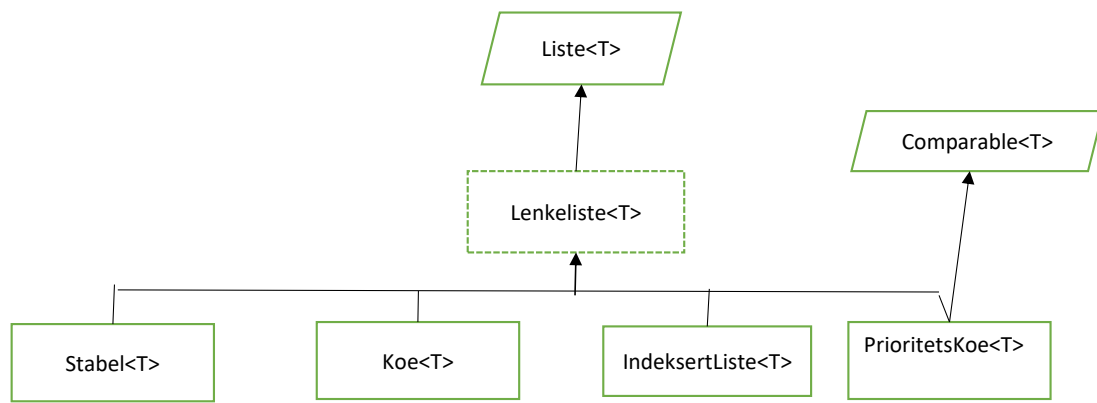 Liste<T>
Comparable<T>
Lenkeliste<T>
Stabel<T>
Koe<T>
IndeksertListe<T>
PrioritetsKoe<T>